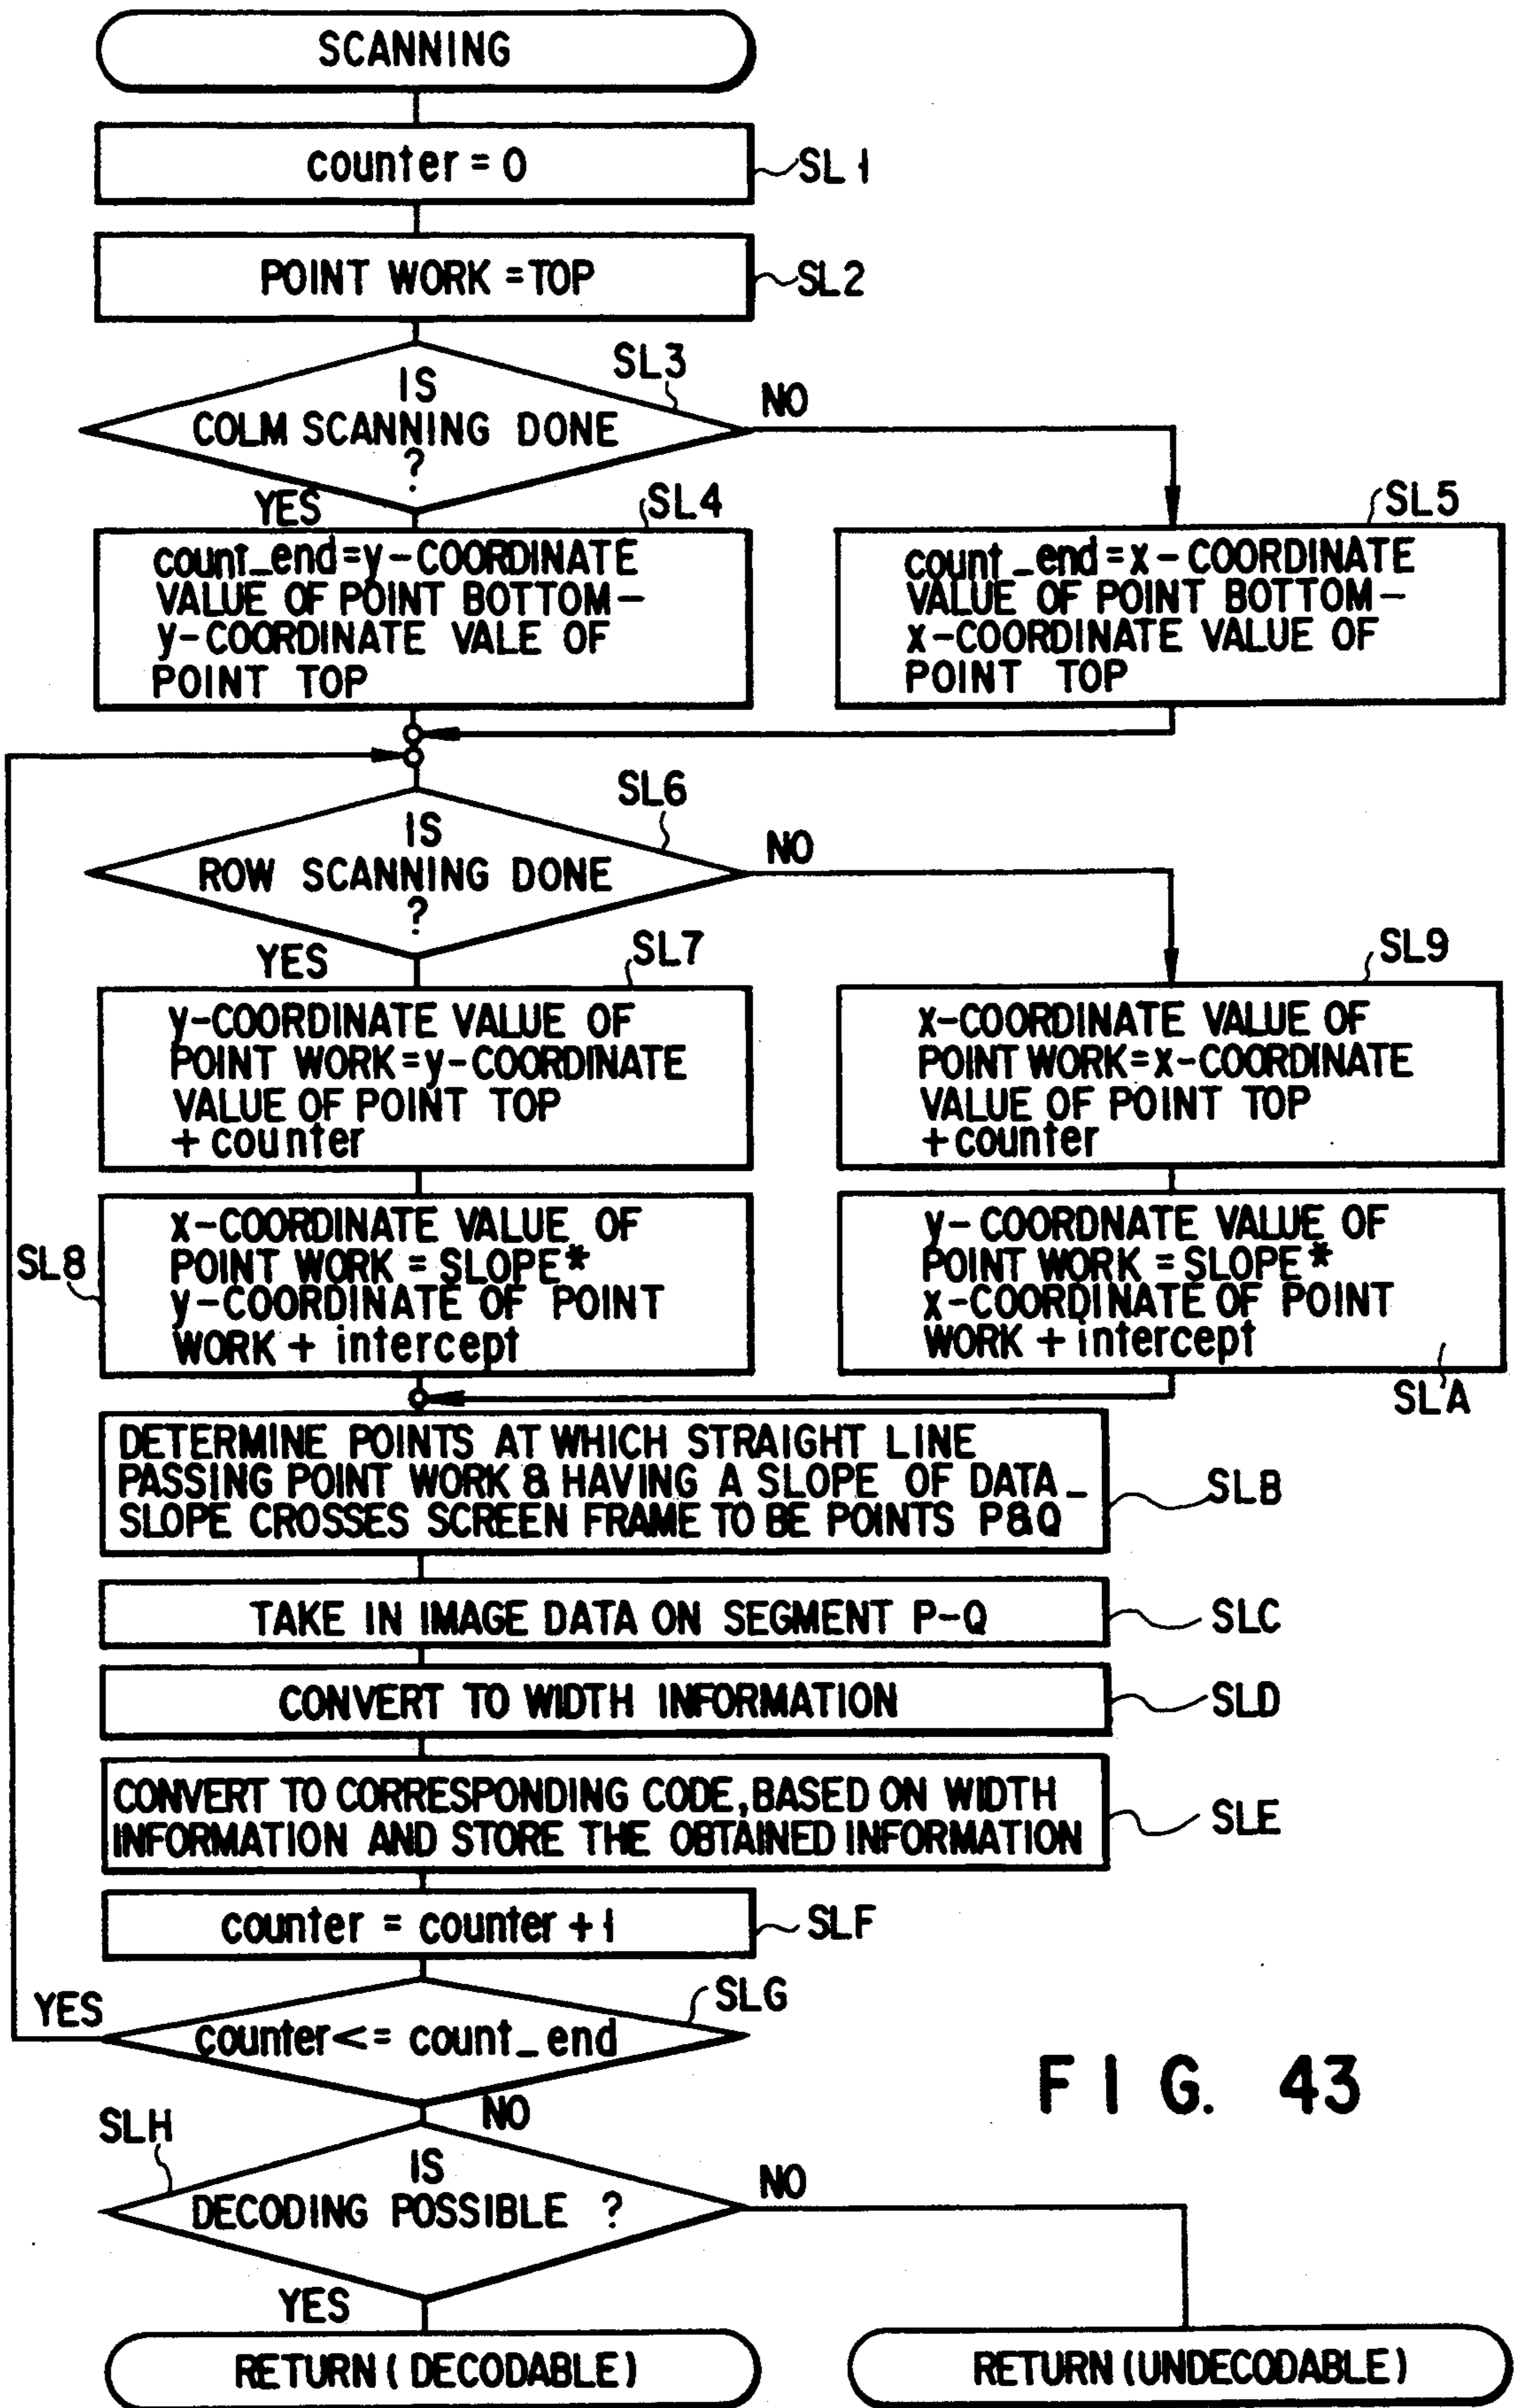 SCANNING
counter = 0
SL1
POINT WORK = TOP
SL2
IS
COLM SCANNING DONE
?
SL3
NO
YES
SL4
count_end=y-COORDINATE
VALUE OF POINT BOTTOM-
y-COORDINATE VALE OF
POINT TOP
SL5
count_end=x-COORDINATE
VALUE OF POINT BOTTOM-
x-COORDINATE VALUE OF
POINT TOP
SL6
IS
ROW SCANNING DONE
?
NO
YES
SL7
y-COORDINATE VALUE OF
POINT WORK=y-COORDINATE
VALUE OF POINT TOP
+ counter
SL9
x-COORDINATE VALUE OF
POINT WORK=x-COORDINATE
VALUE OF POINT TOP
+counter
SL8
x-COORDINATE VALUE OF
POINT WORK = SLOPE*
y-COORDINATE OF POINT
WORK + intercept
y-COORDNATE VALUE OF
POINT WORK = SLOPE*
x-COORDINATE OF POINT
WORK + intercept
SLA
DETERMINE POINTS AT WHICH STRAIGHT LINE
PASSING POINT WORK & HAVING A SLOPE OF DATA_
SLOPE CROSSES SCREEN FRAME TO BE POINTS P&Q
SLB
TAKE IN IMAGE DATA ON SEGMENT P-Q
SLC
CONVERT TO WIDTH INFORMATION
SLD
CONVERT TO CORRESPONDING CODE, BASED ON WIDTH
INFORMATION AND STORE THE OBTAINED INFORMATION
SLE
counter = counter +1
SLF
YES
counter<= count_end
SLG
NO
FIG. 43
SLH
IS
DECODING POSSIBLE ?
NO
YES
RETURN ( DECODABLE)
RETURN (UNDECODABLE)